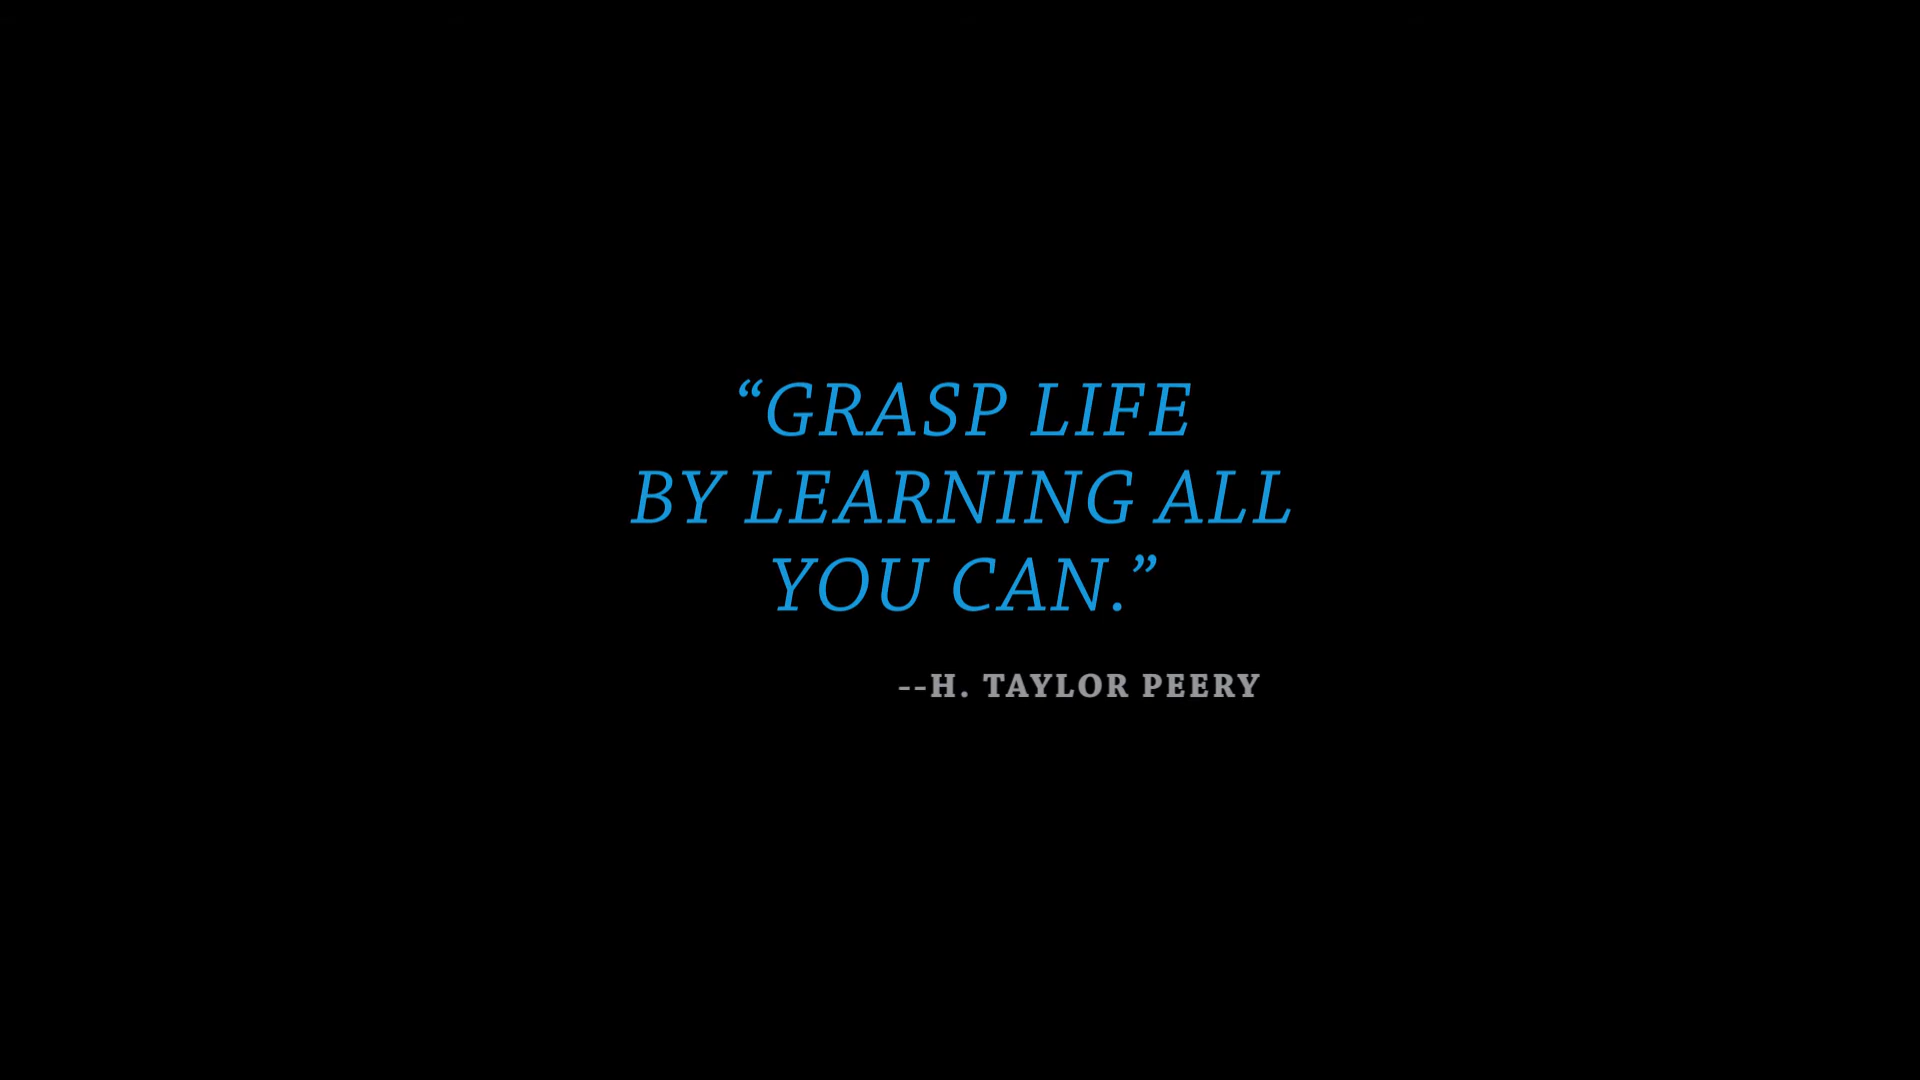 “GRASP LIFE
BY LEARNING ALL
YOU CAN.”
--H. TAYLOR PEERY